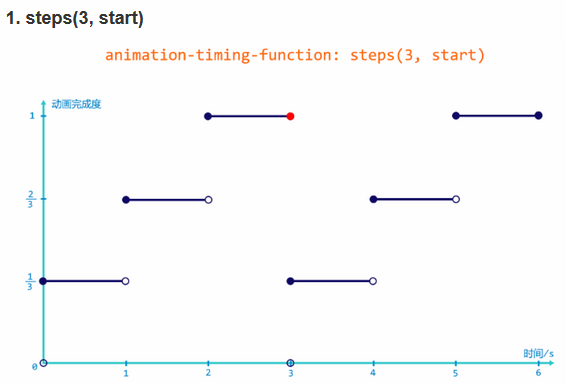 1. steps(3, start)
animation-timing-function: steps(3, start)
动画完成度
1
2/3
1/3
0
1 2 3 4 5 6
时间/s